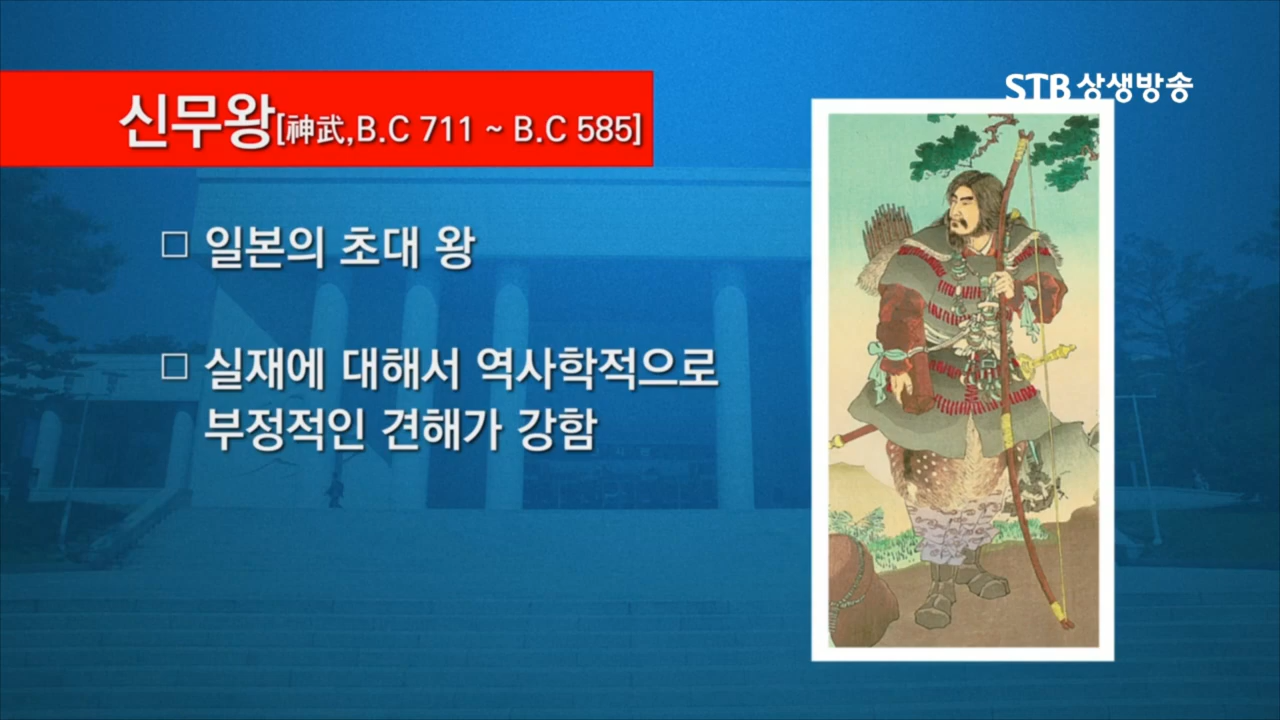 STB 상생방송
신무왕[神武,B.C 711 ~ B.C 585]
□ 일본의 초대 왕
□ 실재에 대해서 역사학적으로
부정적인 견해가 강함